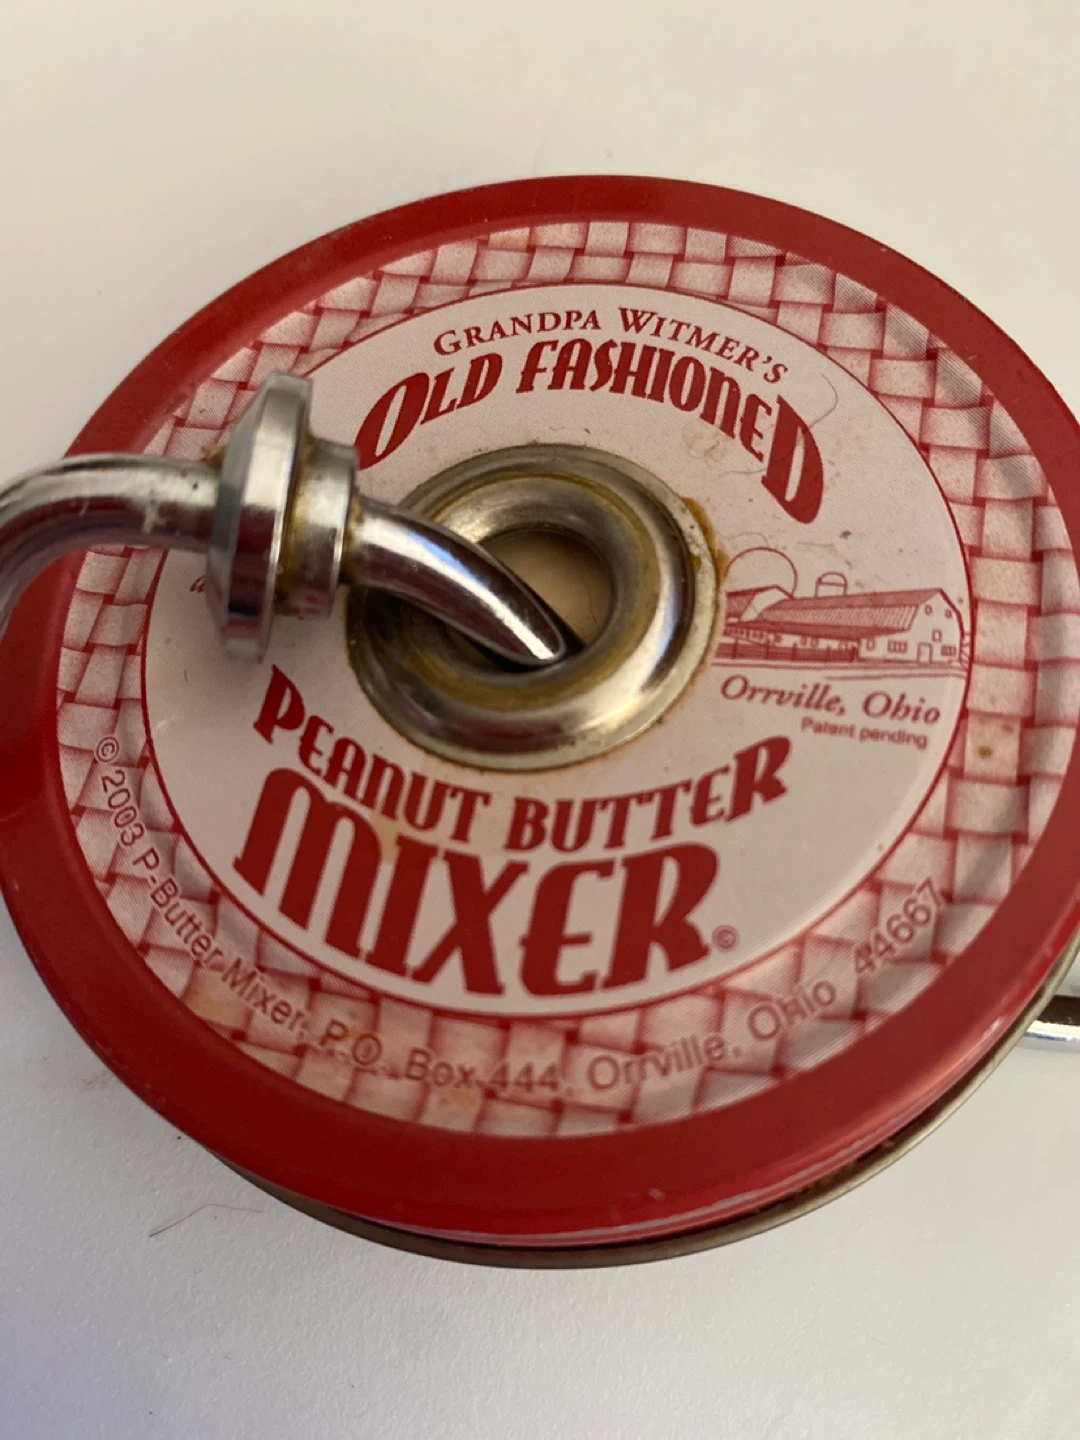 GRANDPA WITMER'S
OLD FASHIONED
Orrville, Ohio
Patent pending
PEANUT BUTTER
MIXER©
© 2003 P-Butter Mixer, P.O. Box 444, Orrville, Ohio 44667